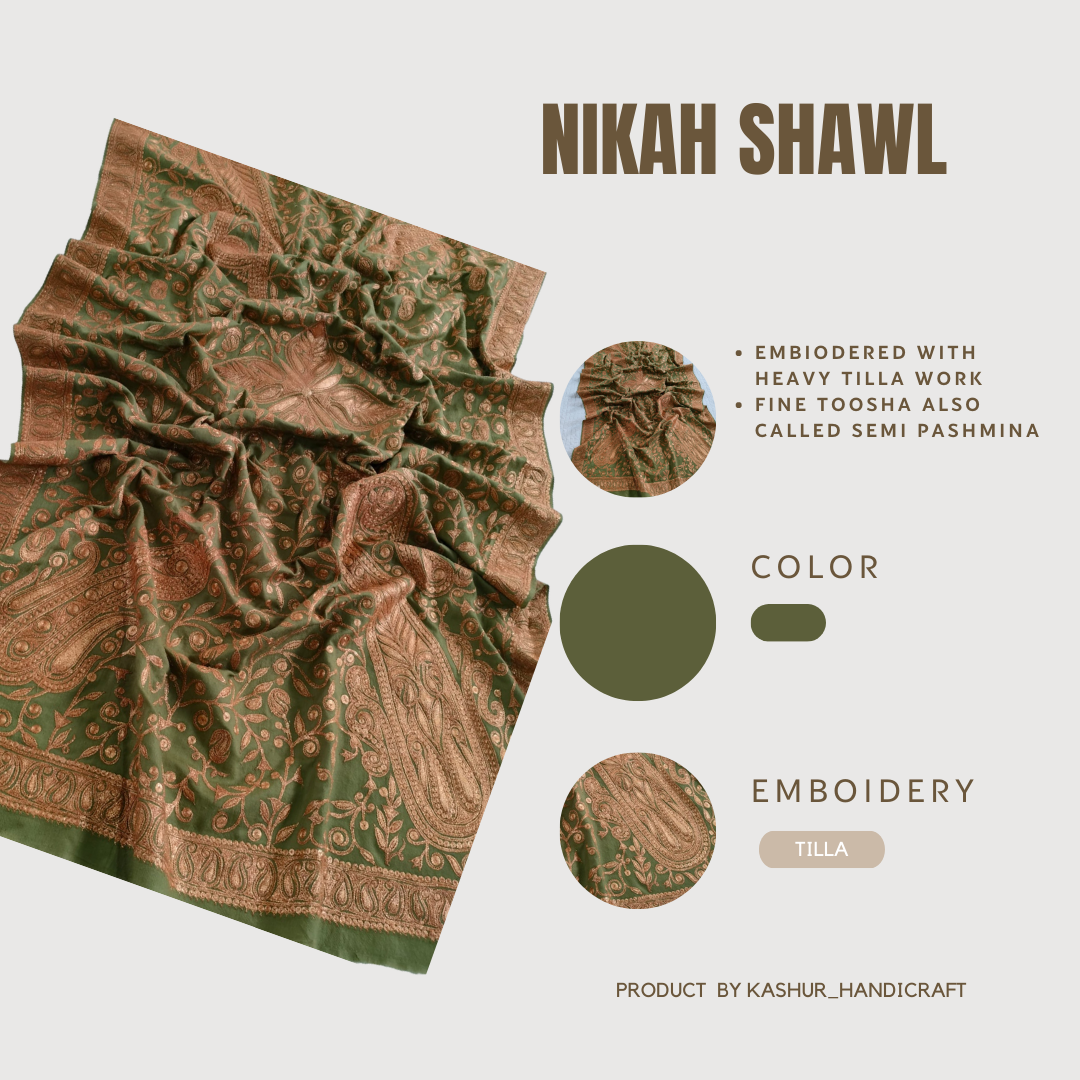 NIKAH SHAWL
• EMBIODERED WITH
HEAVY TILLA WORK
• FINE TOOSHA ALSO
CALLED SEMI PASHMINA
COLOR
EMBOIDERY
TILLA
PRODUCT BY KASHUR_HANDICRAFT